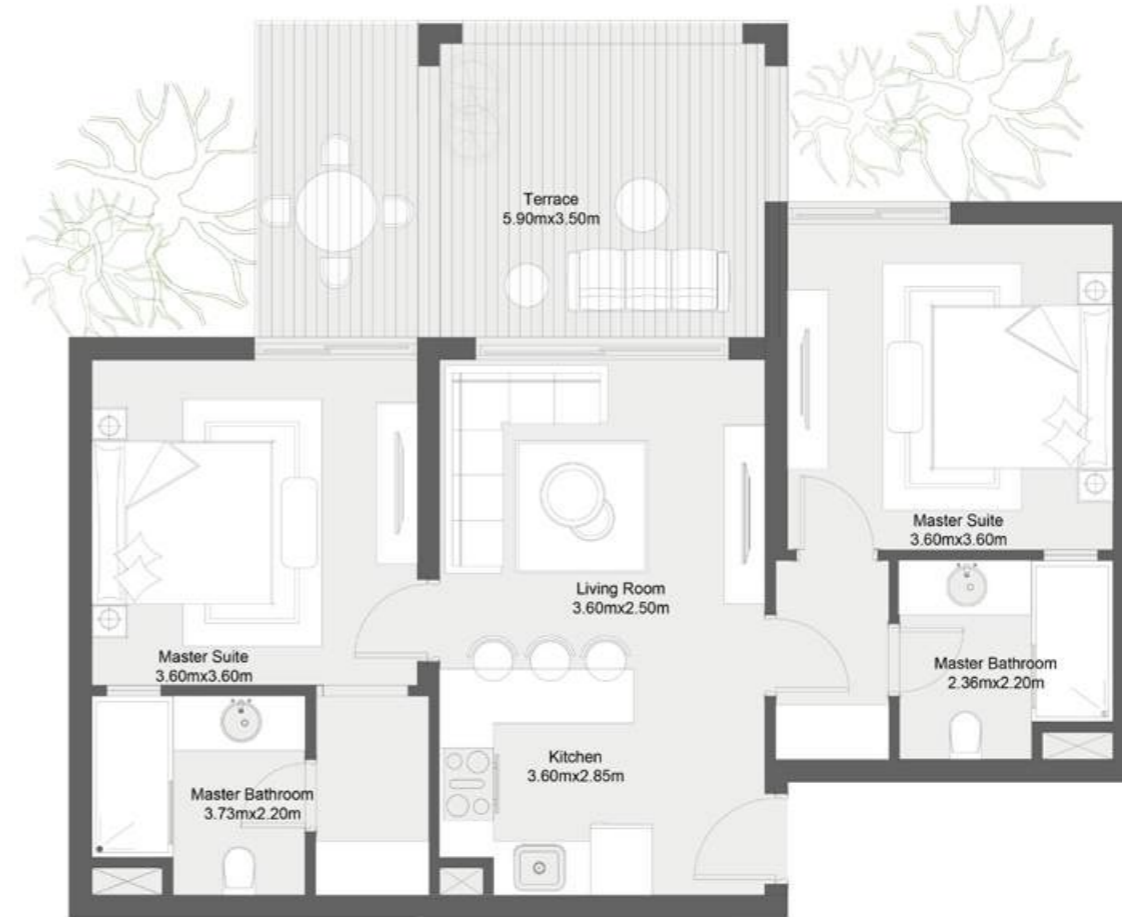 Terrace
5.90mx3.50m
Master Suite
3.60mx3.60m
Living Room
3.60mx2.50m
Master Suite
3.60mx3.60m
Master Bathroom
2.36mx2.20m
Kitchen
3.60mx2.85m
Master Bathroom
3.73mx2.20m